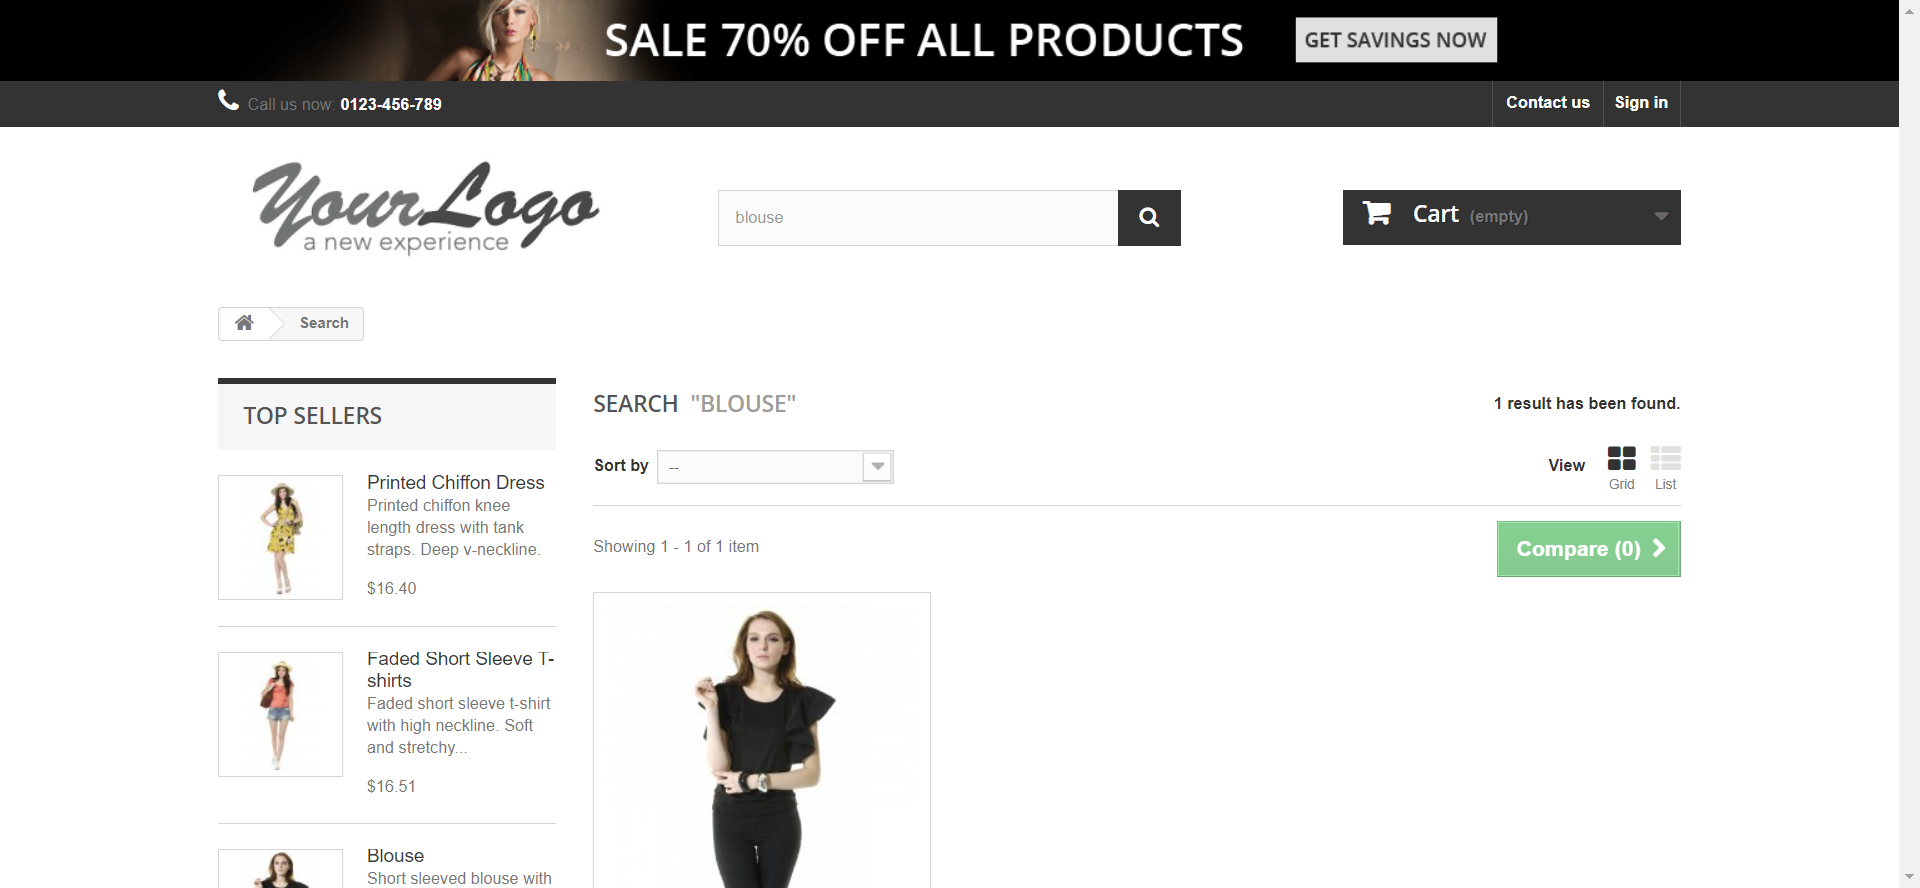 SALE 70% OFF ALL PRODUCTS
GET SAVINGS NOW
Call us now: 0123-456-789
Contact us
Sign in
YourLogo
a new experience
blouse
Cart (empty)
Search
TOP SELLERS
Printed Chiffon Dress
Printed chiffon knee
length dress with tank
straps. Deep v-neckline.
$16.40
Faded Short Sleeve T-
shirts
Faded short sleeve t-shirt
with high neckline. Soft
and stretchy...
$16.51
Blouse
Short sleeved blouse with
SEARCH "BLOUSE"
1 result has been found.
Sort by
--
View
Grid
List
Showing 1 - 1 of 1 item
Compare (0)